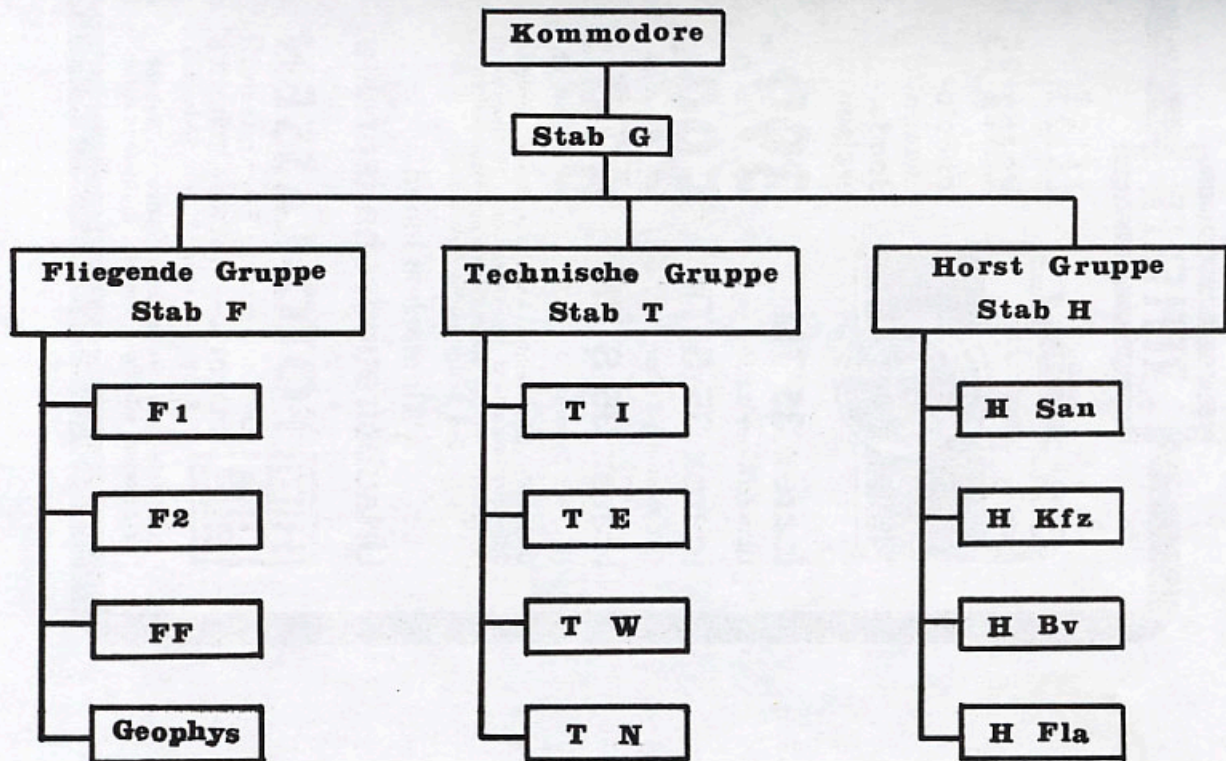 Kommodore
Stab G
Fliegende Gruppe
Stab F
F1
F2
FF
Geophys
Technische Gruppe
Stab T
T I
T E
T W
T N
Horst Gruppe
Stab H
H San
H Kfz
H Bv
H Fla